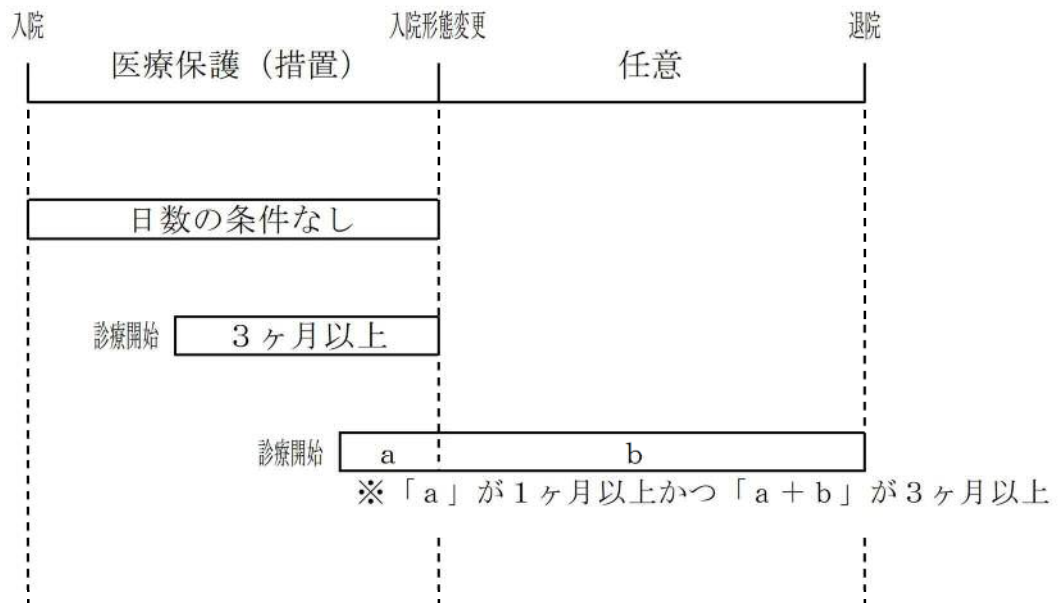 入院 入院形態変更 退院
医療保護（措置） 任意
日数の条件なし
診療開始 ３ヶ月以上
診療開始 ａ ｂ
※「ａ」が１ヶ月以上かつ「ａ＋ｂ」が３ヶ月以上